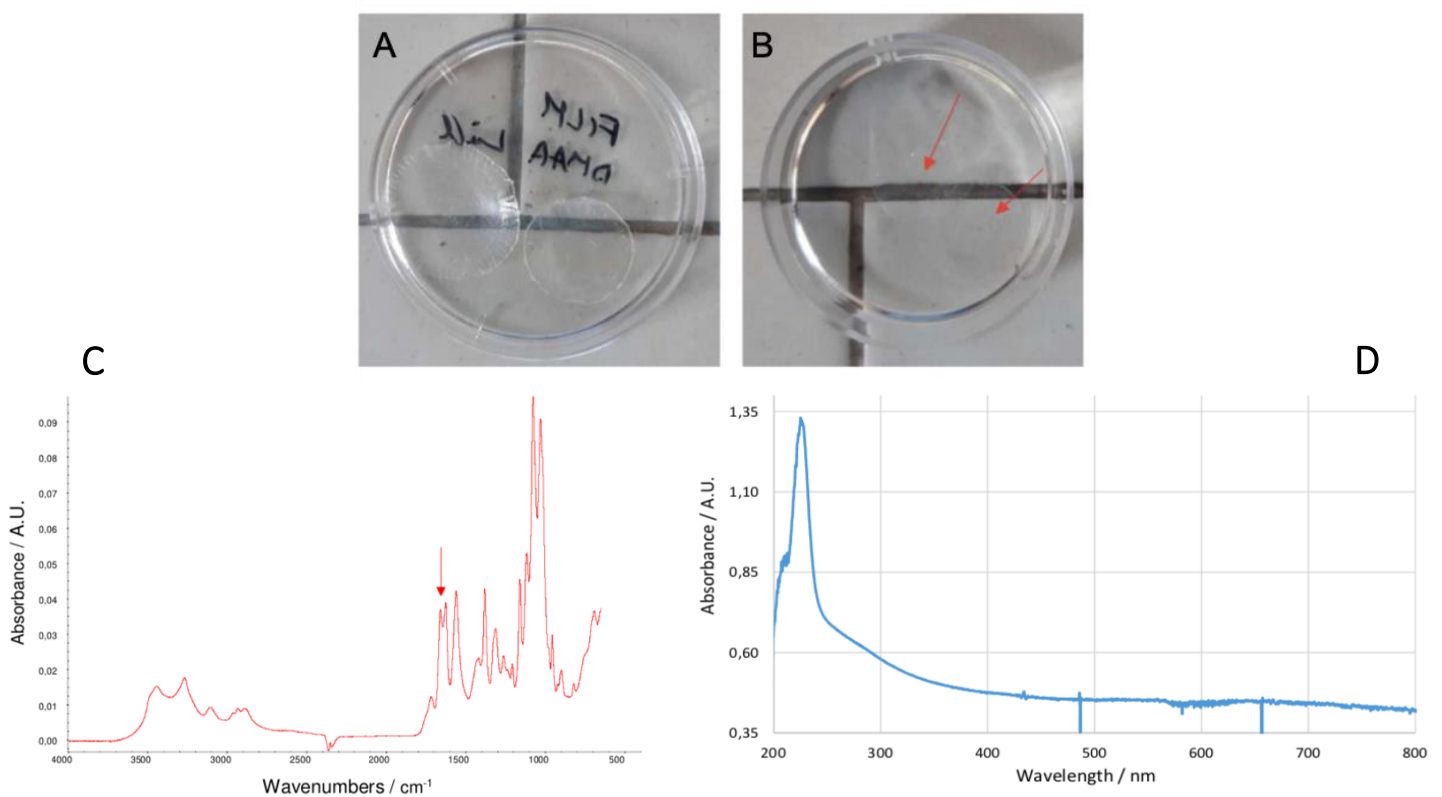 A
B
FILM
DMAA
C
D
0,09
0,08
0,07
0,06
0,05
0,04
0,03
0,02
0,01
0,00
4000 3500 3000 2500 2000 1500 1000 500
Absorbance / A.U.
Wavenumbers / cm⁻¹
1,35
1,10
0,85
0,60
0,35
200 300 400 500 600 700 800
Absorbance / A.U.
Wavelength / nm